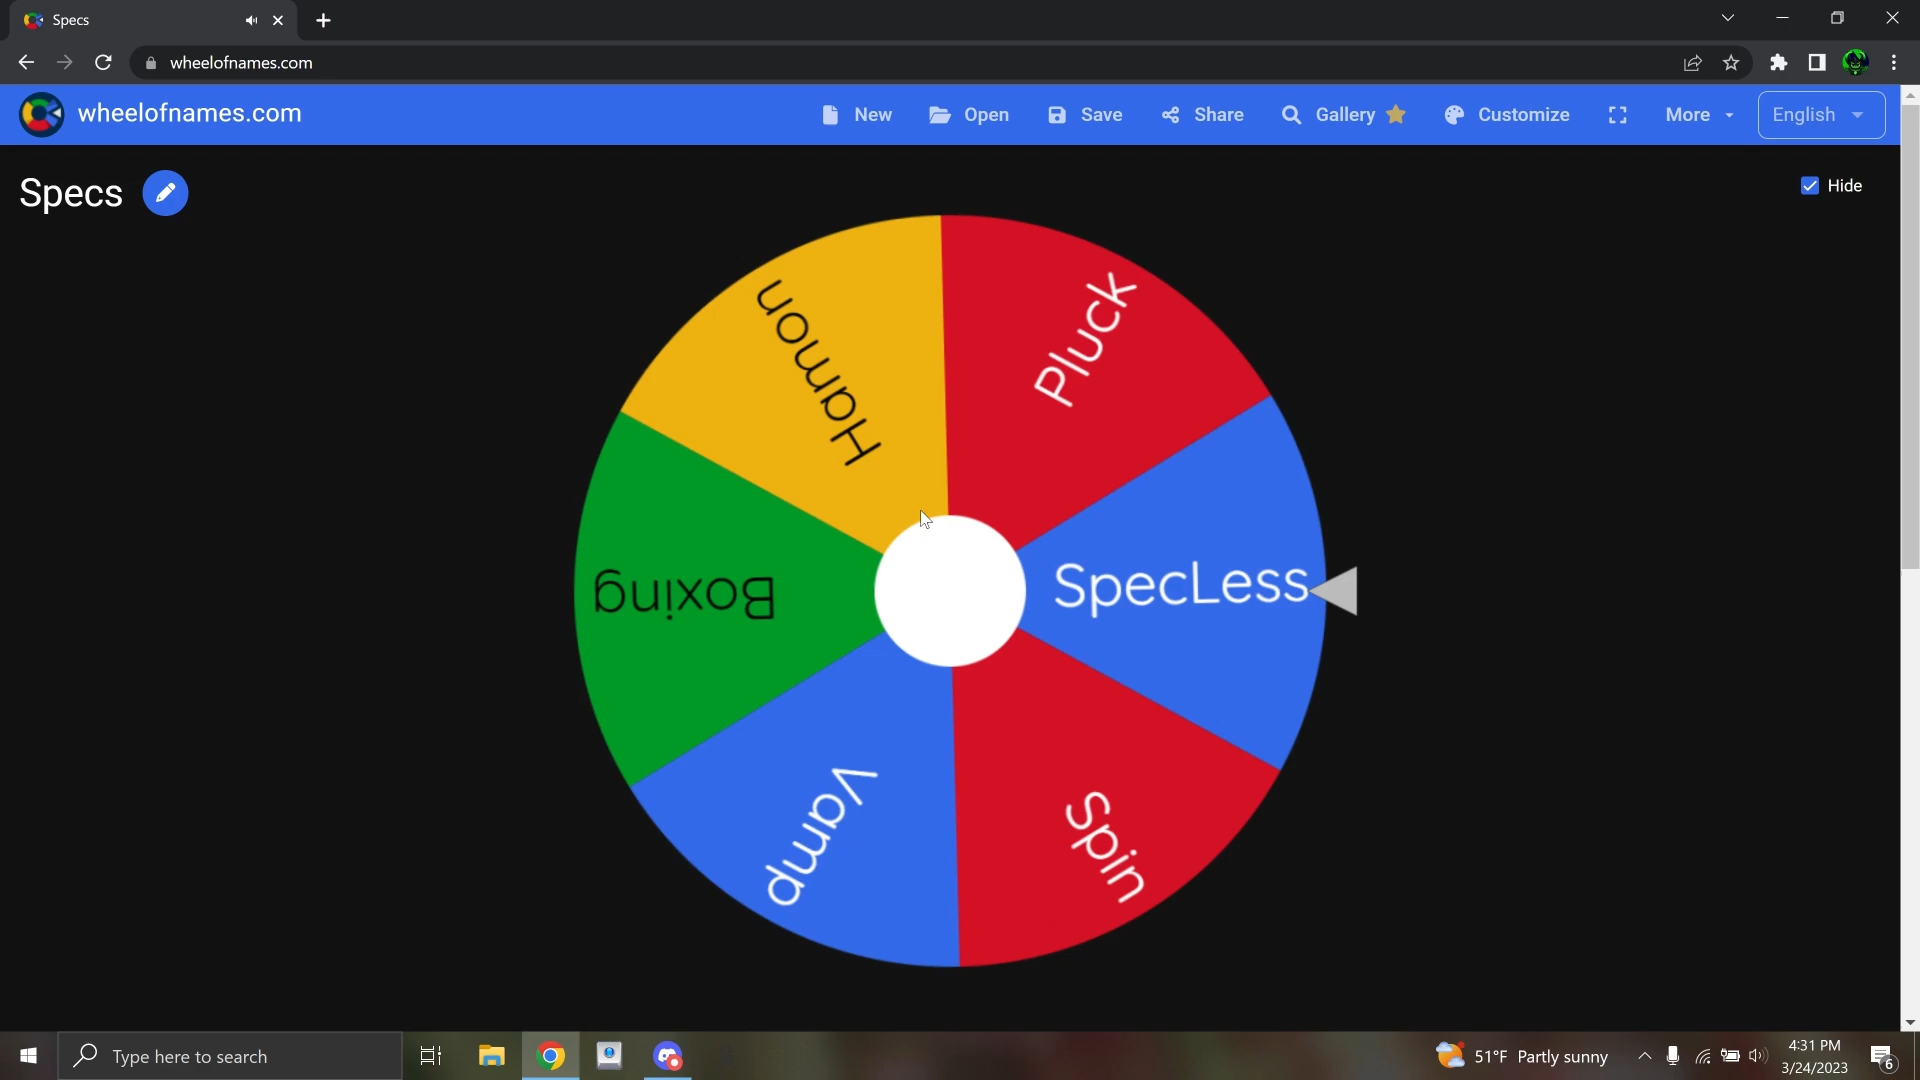 Specs
wheelofnames.com
wheelofnames.com
New
Open
Save
Share
Gallery
Customize
More
English
Specs
Hide
Hamon
Pluck
Boxing
SpecLess
Vamp
Spin
Type here to search
51°F Partly sunny
4:31 PM
3/24/2023
6